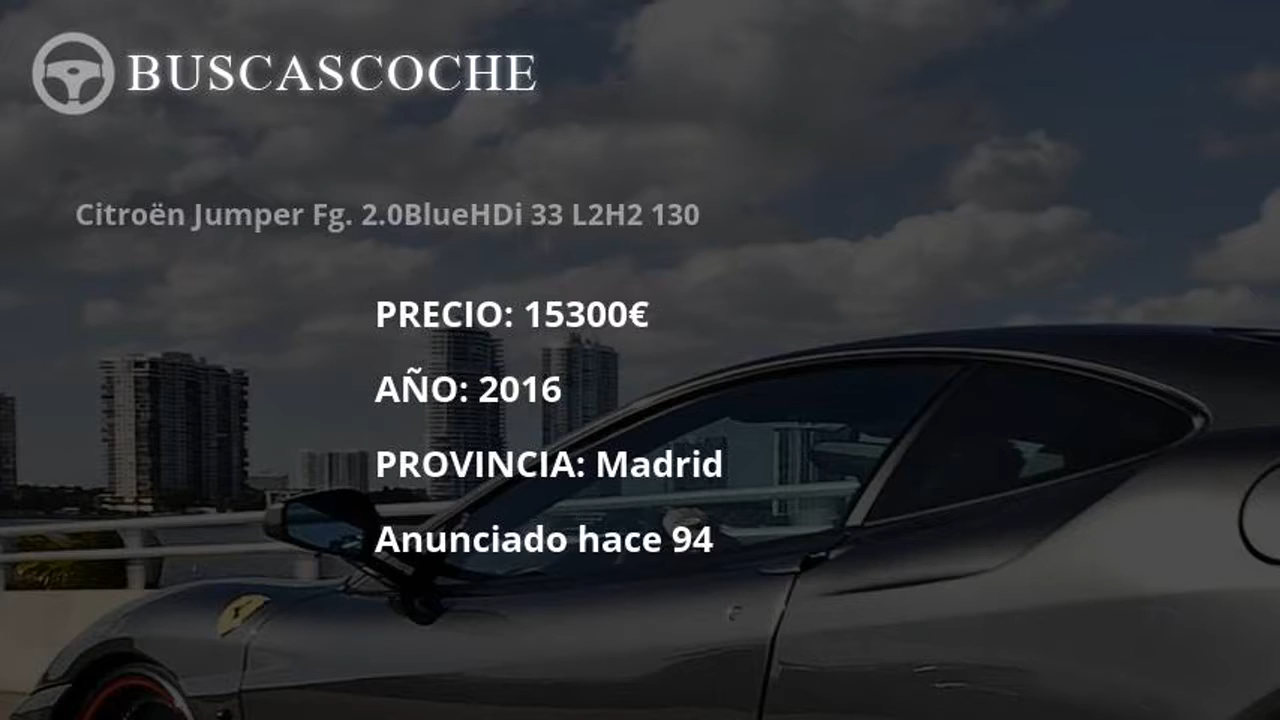 BUSCASCOCHE
Citroën Jumper Fg. 2.0BlueHDi 33 L2H2 130
PRECIO: 15300€
AÑO: 2016
PROVINCIA: Madrid
Anunciado hace 94